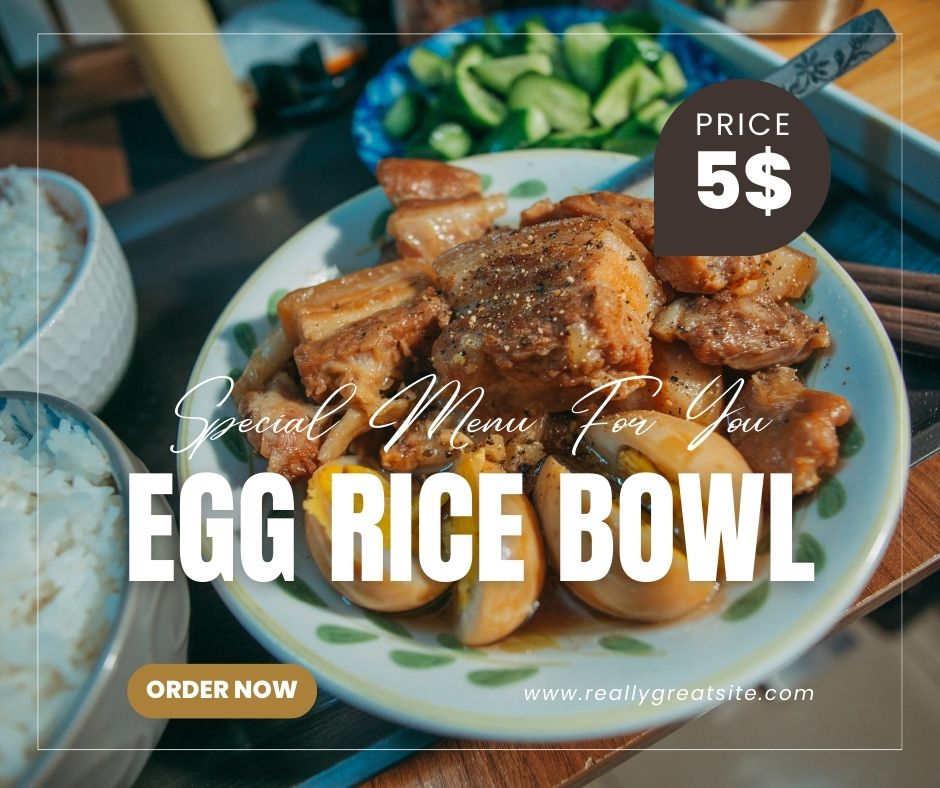 PRICE
5$
Special Menu For You
EGG RICE BOWL
ORDER NOW
www.reallygreatsite.com